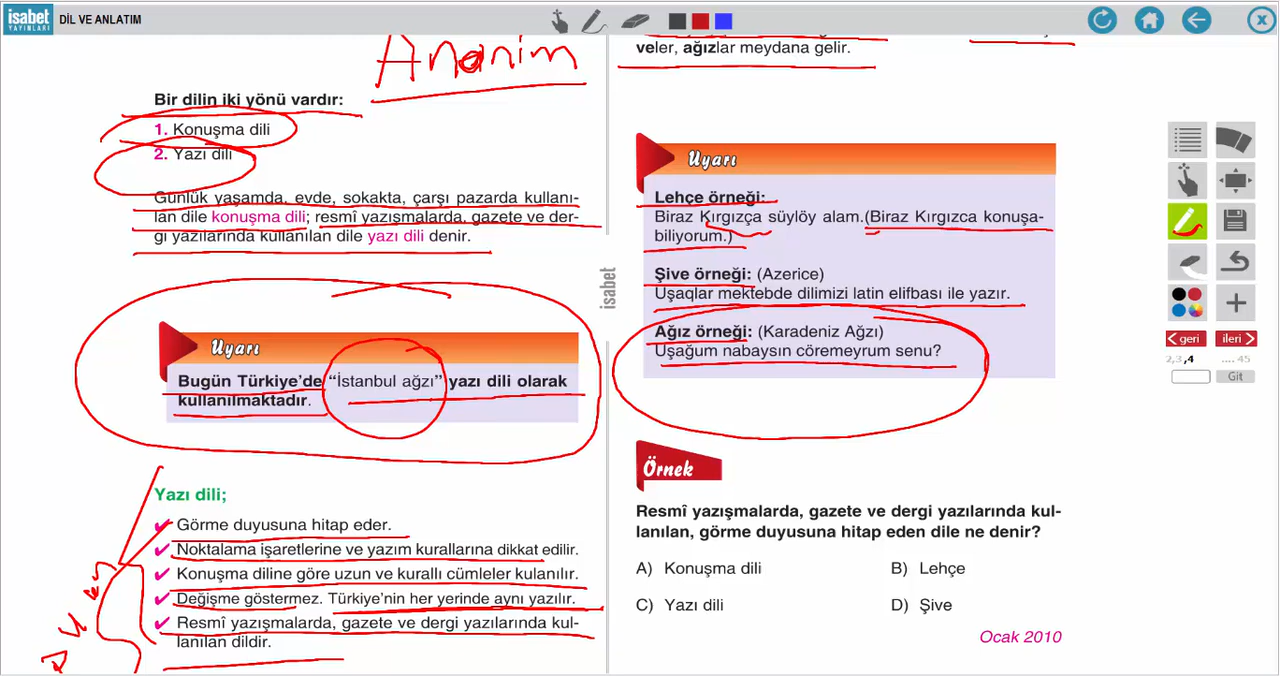 isabet
YAYINLARI
DİL VE ANLATIM
Ananim
Bir dilin iki yönü vardır:
1. Konuşma dili
2. Yazı dili
Günlük yaşamda, evde, sokakta, çarşı pazarda kullanı-
lan dile konuşma dili; resmî yazışmalarda, gazete ve der-
gi yazılarında kullanılan dile yazı dili denir.
Uyarı
Bugün Türkiye'de “İstanbul ağzı” yazı dili olarak
kullanılmaktadır.
Yazı dili;
Görme duyusuna hitap eder.
Noktalama işaretlerine ve yazım kurallarına dikkat edilir.
Konuşma diline göre uzun ve kurallı cümleler kulanılır.
Değişme göstermez. Türkiye'nin her yerinde aynı yazılır.
Resmî yazışmalarda, gazete ve dergi yazılarında kul-
lanılan dildir.
isabet
veler, ağızlar meydana gelir.
Uyarı
Lehçe örneği:
Biraz Kırgızça süylöy alam.(Biraz Kırgızca konuşa-
biliyorum.)
Şive örneği: (Azerice)
Uşaqlar mektebde dilimizi latin elifbası ile yazır.
Ağız örneği: (Karadeniz Ağzı)
Uşağum nabaysın cöremeyrum senu?
Örnek
Resmî yazışmalarda, gazete ve dergi yazılarında kul-
lanılan, görme duyusuna hitap eden dile ne denir?
A) Konuşma dili
B) Lehçe
C) Yazı dili
D) Şive
Ocak 2010
geri
ileri
2,3,4 .... 45
Git